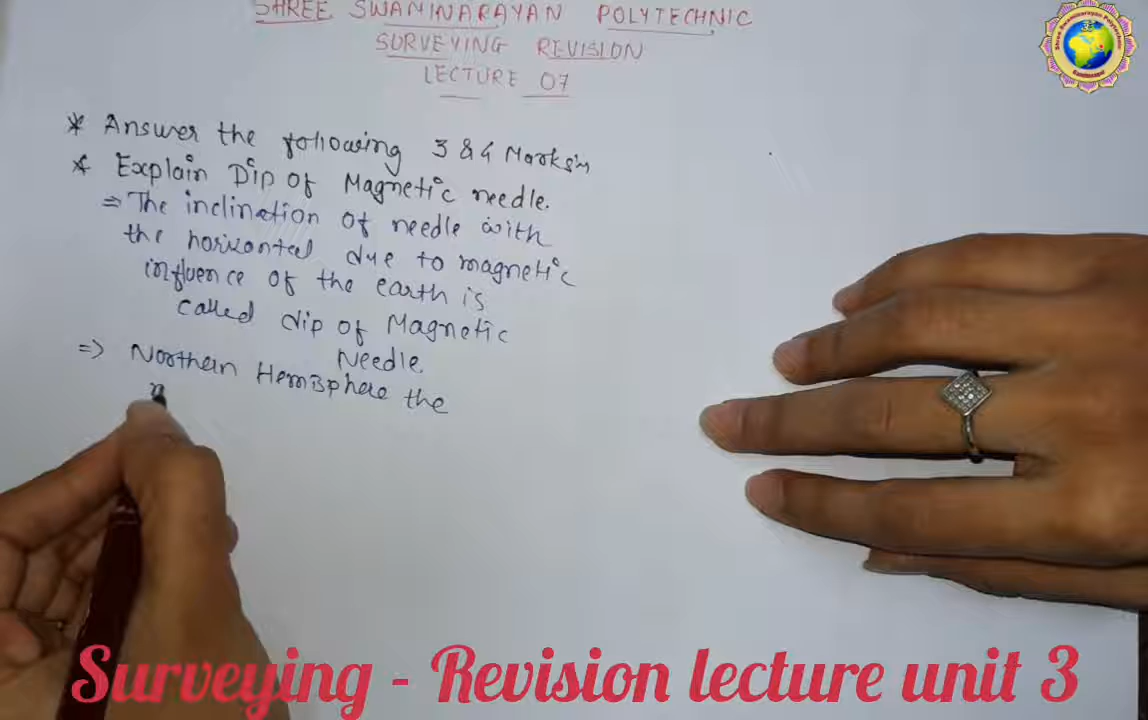 SHREE SWAMINARAYAN POLYTECHNIC
SURVEYING REVISION
LECTURE 07
* Answer the following 3 & 4 Marks
* Explain Dip of Magnetic needle.
⇒ The inclination of needle with
the horizontal due to magnetic
influence of the earth is
called dip of Magnetic
Needle.
⇒ Northern Hemisphere the
n
Surveying - Revision lecture unit 3